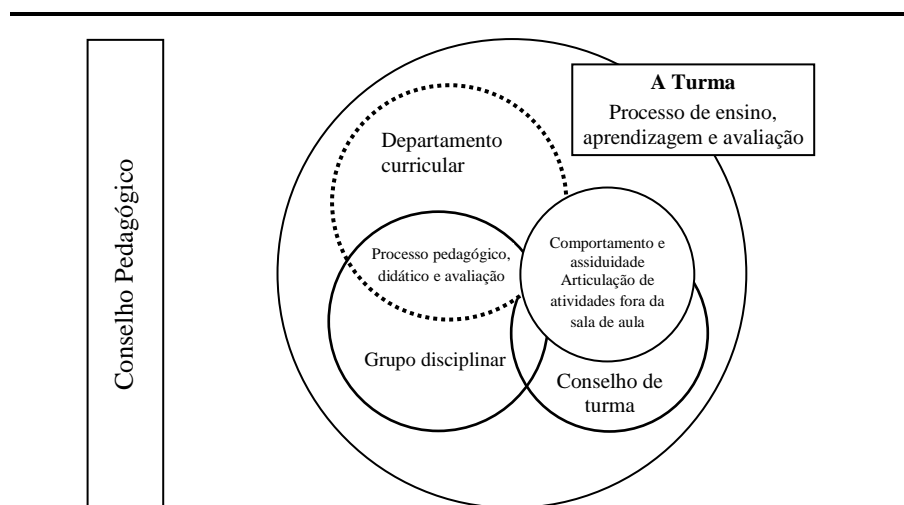 Conselho Pedagógico
A Turma
Processo de ensino,
aprendizagem e avaliação
Departamento
curricular
Processo pedagógico,
didático e avaliação
Comportamento e
assiduidade
Articulação de
atividades fora da
sala de aula
Grupo disciplinar
Conselho de
turma